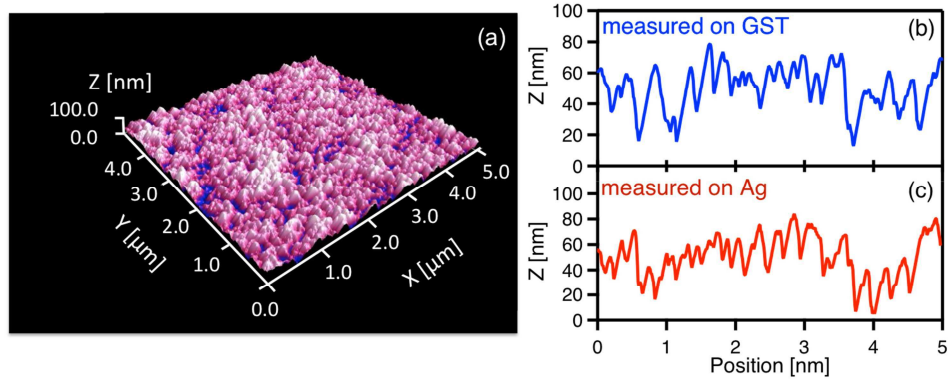 (a)
Z [nm]
100.0
0.0
4.0
3.0
2.0
1.0
Y [μm]
0.0
1.0
2.0
3.0
4.0
5.0
X [μm]
measured on GST
(b)
Z [nm]
100
80
60
40
20
0
measured on Ag
(c)
Z [nm]
100
80
60
40
20
0
0 1 2 3 4 5
Position [nm]